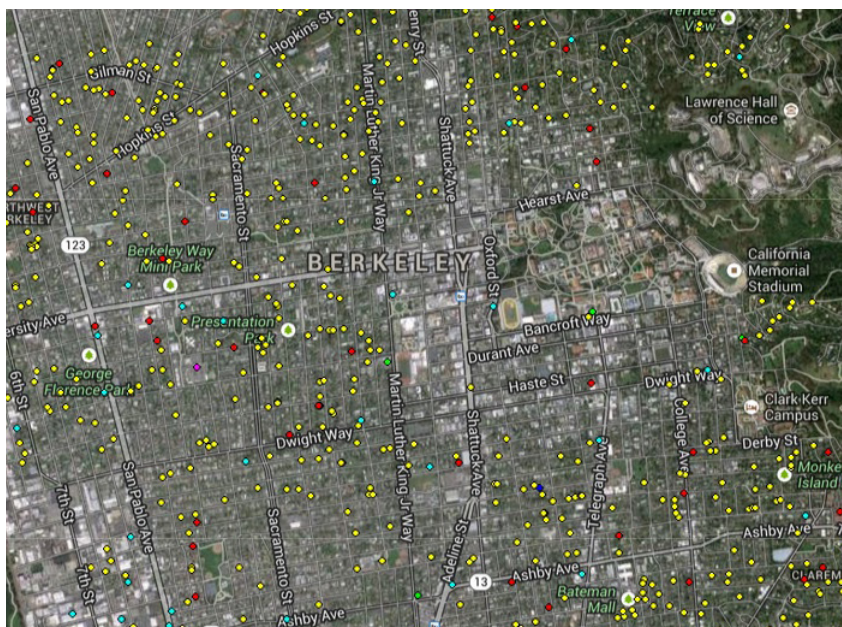 Terrace
View
Henry St
Hopkins St
Gilman St
San Pablo Ave
Martin Luther King Jr Way
Shattuck Ave
Lawrence Hall
of Science
Hopkins St
Sacramento St
Hearst Ave
NORTHWEST
BERKELEY
123
Berkeley Way
Mini Park
BERKELEY
Oxford St
California
Memorial
Stadium
University Ave
Presentation
Park
Bancroft Way
Durant Ave
George
Florence Park
Haste St
Dwight Way
6th St
Martin Luther King Jr Way
Shattuck Ave
College Ave
Clark Kerr
Campus
Dwight Way
Derby St
Telegraph Ave
Monke
Island
7th St
San Pablo Ave
Sacramento St
Adeline St
Ashby Ave
7th St
13
Ashby Ave
CLAREM
Bateman
Mall
Ashby Ave